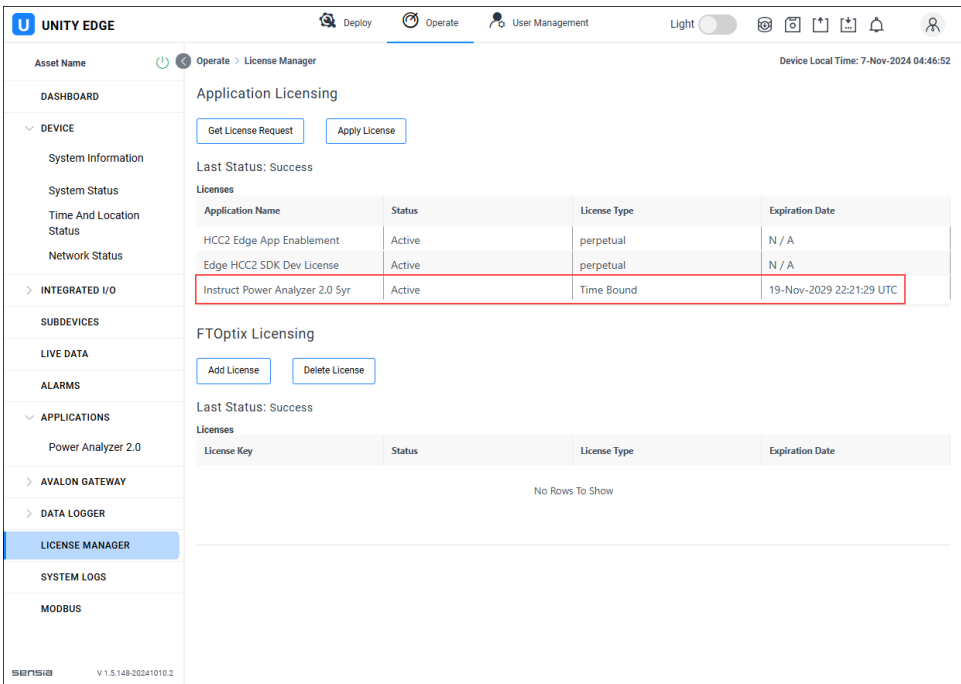 U UNITY EDGE
Deploy
Operate
User Management
Light
Asset Name
Operate > License Manager
Device Local Time: 7-Nov-2024 04:46:52
DASHBOARD
DEVICE
System Information
System Status
Time And Location
Status
Network Status
INTEGRATED I/O
SUBDEVICES
LIVE DATA
ALARMS
APPLICATIONS
Power Analyzer 2.0
AVALON GATEWAY
DATA LOGGER
LICENSE MANAGER
SYSTEM LOGS
MODBUS
sensia V 1.5.148-20241010.2
Application Licensing
Get License Request
Apply License
Last Status: Success
Licenses
Application Name Status License Type Expiration Date
HCC2 Edge App Enablement Active perpetual N / A
Edge HCC2 SDK Dev License Active perpetual N / A
Instruct Power Analyzer 2.0 5yr Active Time Bound 19-Nov-2029 22:21:29 UTC
FTOptix Licensing
Add License
Delete License
Last Status: Success
Licenses
License Key Status License Type Expiration Date
No Rows To Show